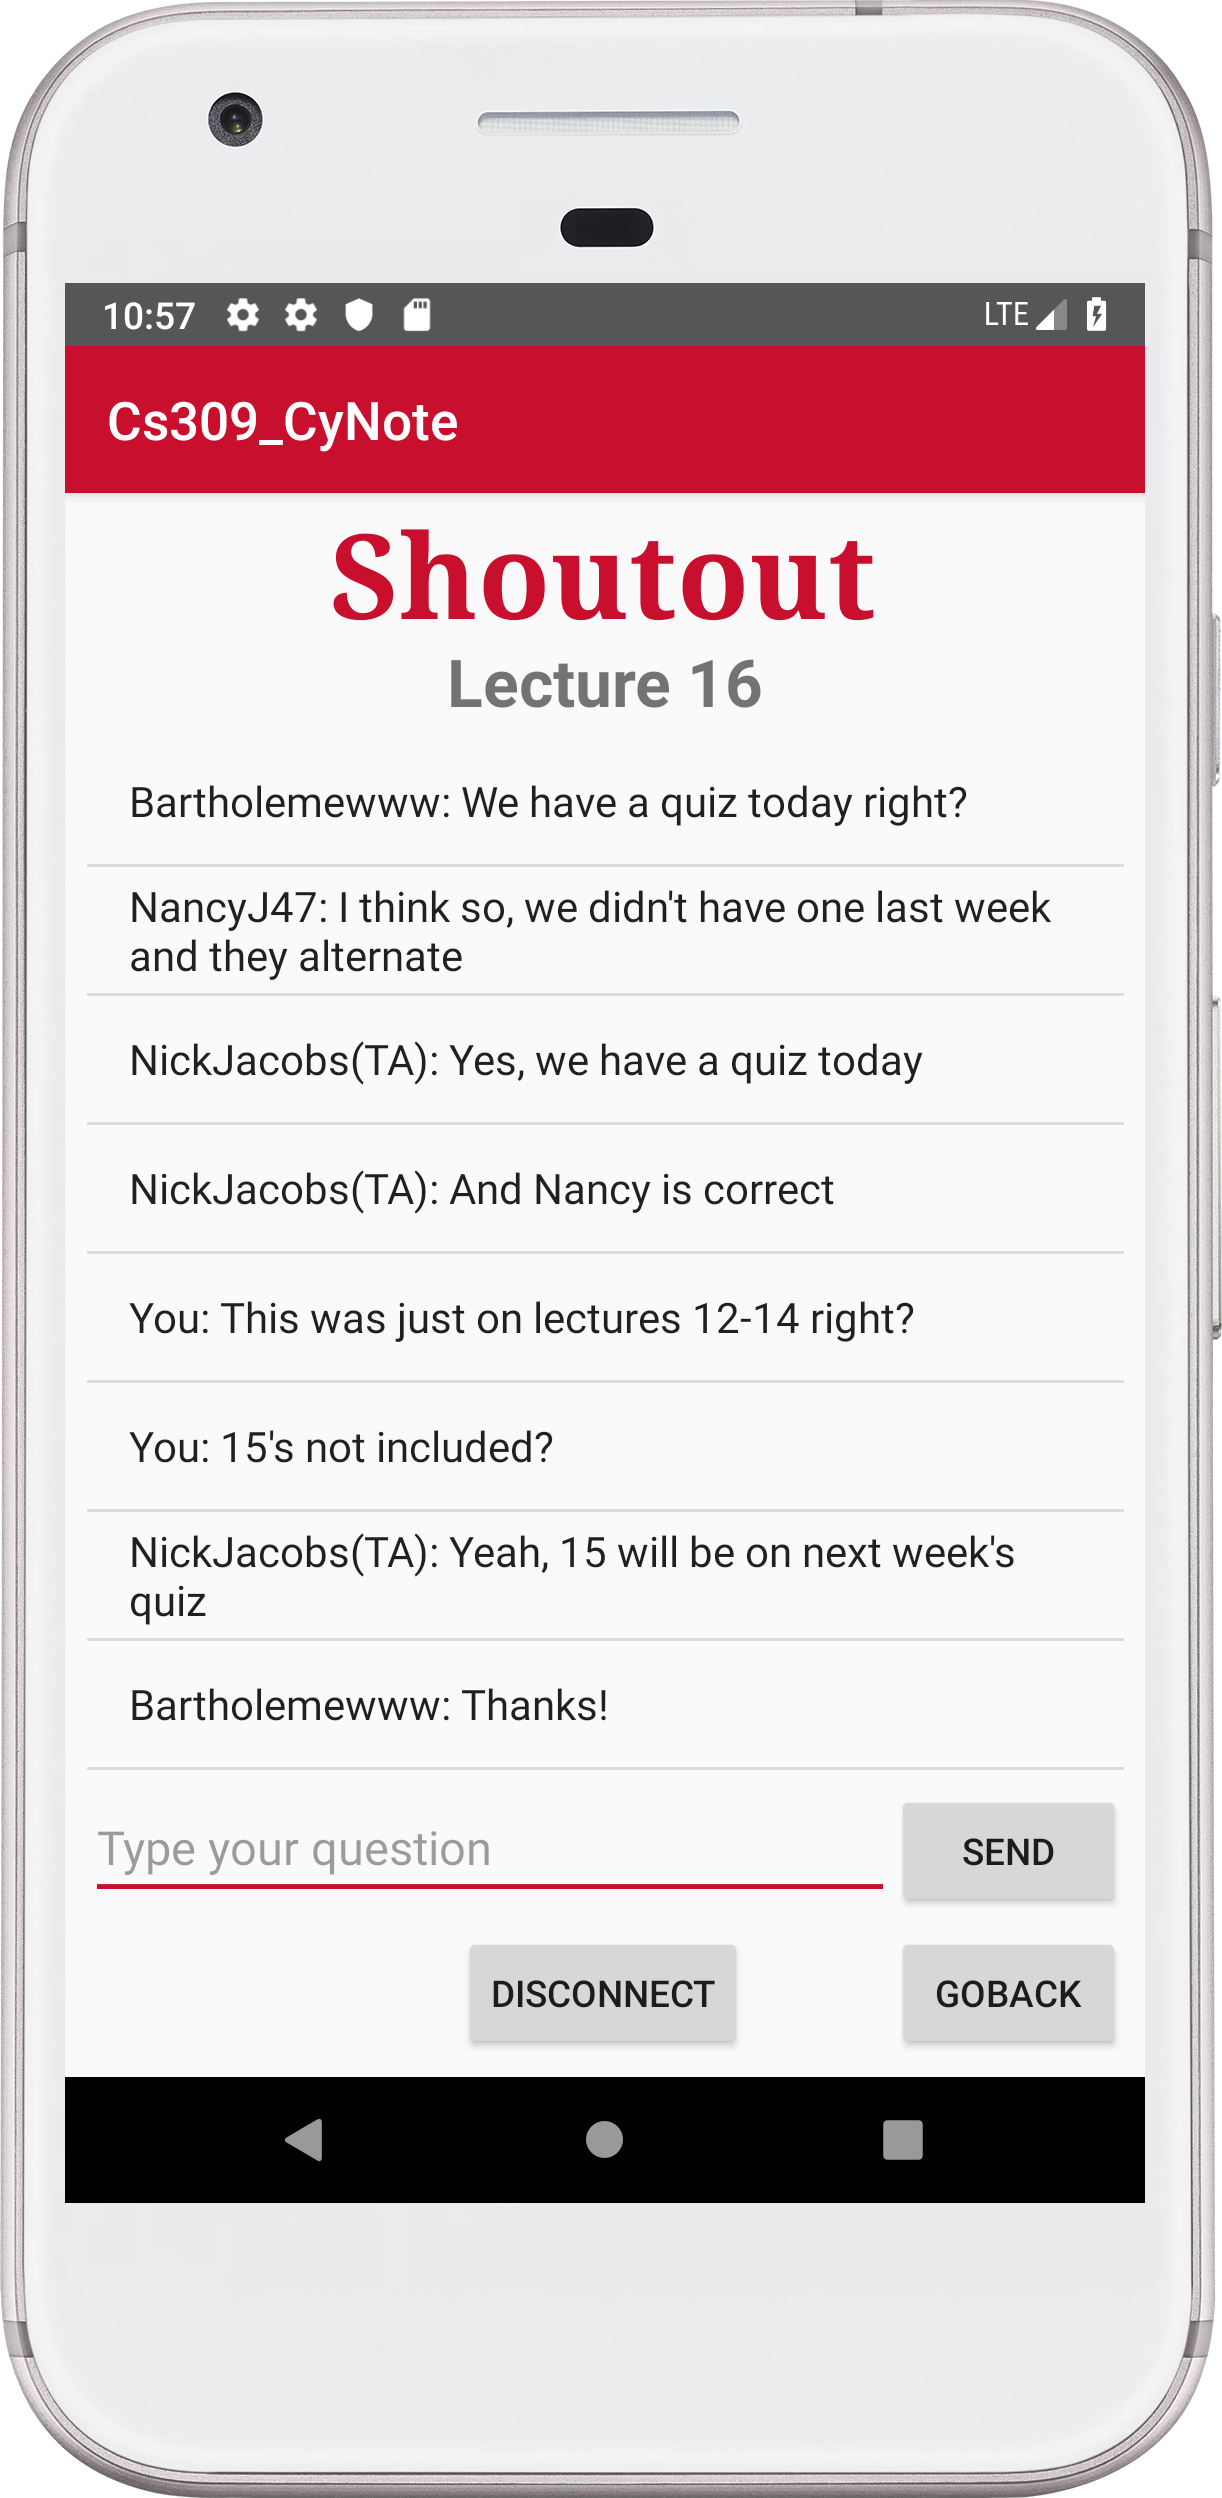 10:57 LTE
Cs309_CyNote
Shoutout
Lecture 16
Bartholemewww: We have a quiz today right?
NancyJ47: I think so, we didn't have one last week
and they alternate
NickJacobs(TA): Yes, we have a quiz today
NickJacobs(TA): And Nancy is correct
You: This was just on lectures 12-14 right?
You: 15's not included?
NickJacobs(TA): Yeah, 15 will be on next week's
quiz
Bartholemewww: Thanks!
Type your question SEND
DISCONNECT GOBACK